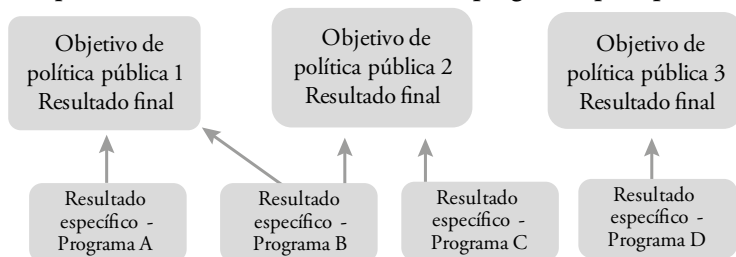 Objetivo de
política pública 1
Resultado final
Objetivo de
política pública 2
Resultado final
Objetivo de
política pública 3
Resultado final
Resultado
específico -
Programa A
Resultado
específico -
Programa B
Resultado
específico -
Programa C
Resultado
específico -
Programa D